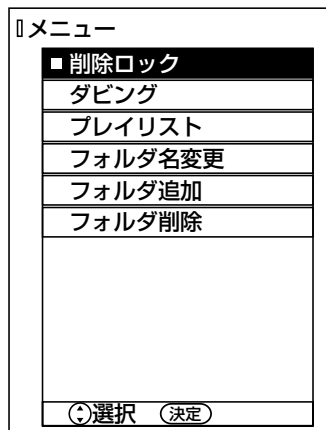 メニュー
削除ロック
ダビング
プレイリスト
フォルダ名変更
フォルダ追加
フォルダ削除
選択 決定